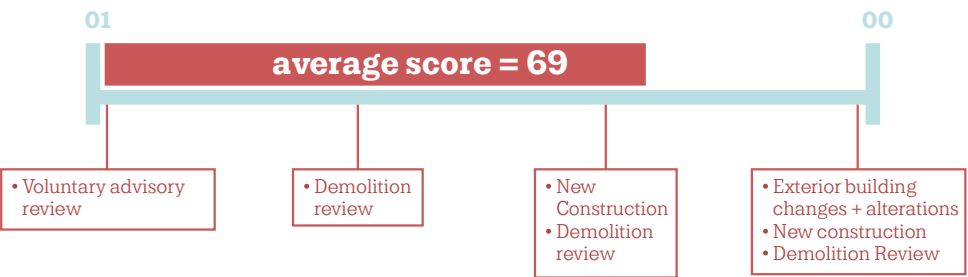 01
00
average score = 69
• Voluntary advisory
review
• Demolition
review
• New
Construction
• Demolition
review
• Exterior building
changes + alterations
• New construction
• Demolition Review